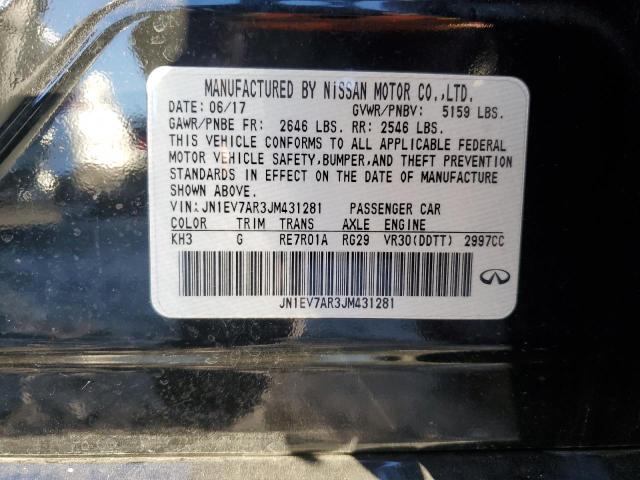 MANUFACTURED BY NISSAN MOTOR CO.,LTD.
DATE: 06/17 GVWR/PNBV: 5159 LBS.
GAWR/PNBE FR: 2646 LBS. RR: 2546 LBS.
THIS VEHICLE CONFORMS TO ALL APPLICABLE FEDERAL
MOTOR VEHICLE SAFETY,BUMPER,AND THEFT PREVENTION
STANDARDS IN EFFECT ON THE DATE OF MANUFACTURE
SHOWN ABOVE.
VIN:JN1EV7AR3JM431281 PASSENGER CAR
COLOR TRIM TRANS AXLE ENGINE
KH3 G RE7R01A RG29 VR30(DDTT) 2997CC
JN1EV7AR3JM431281